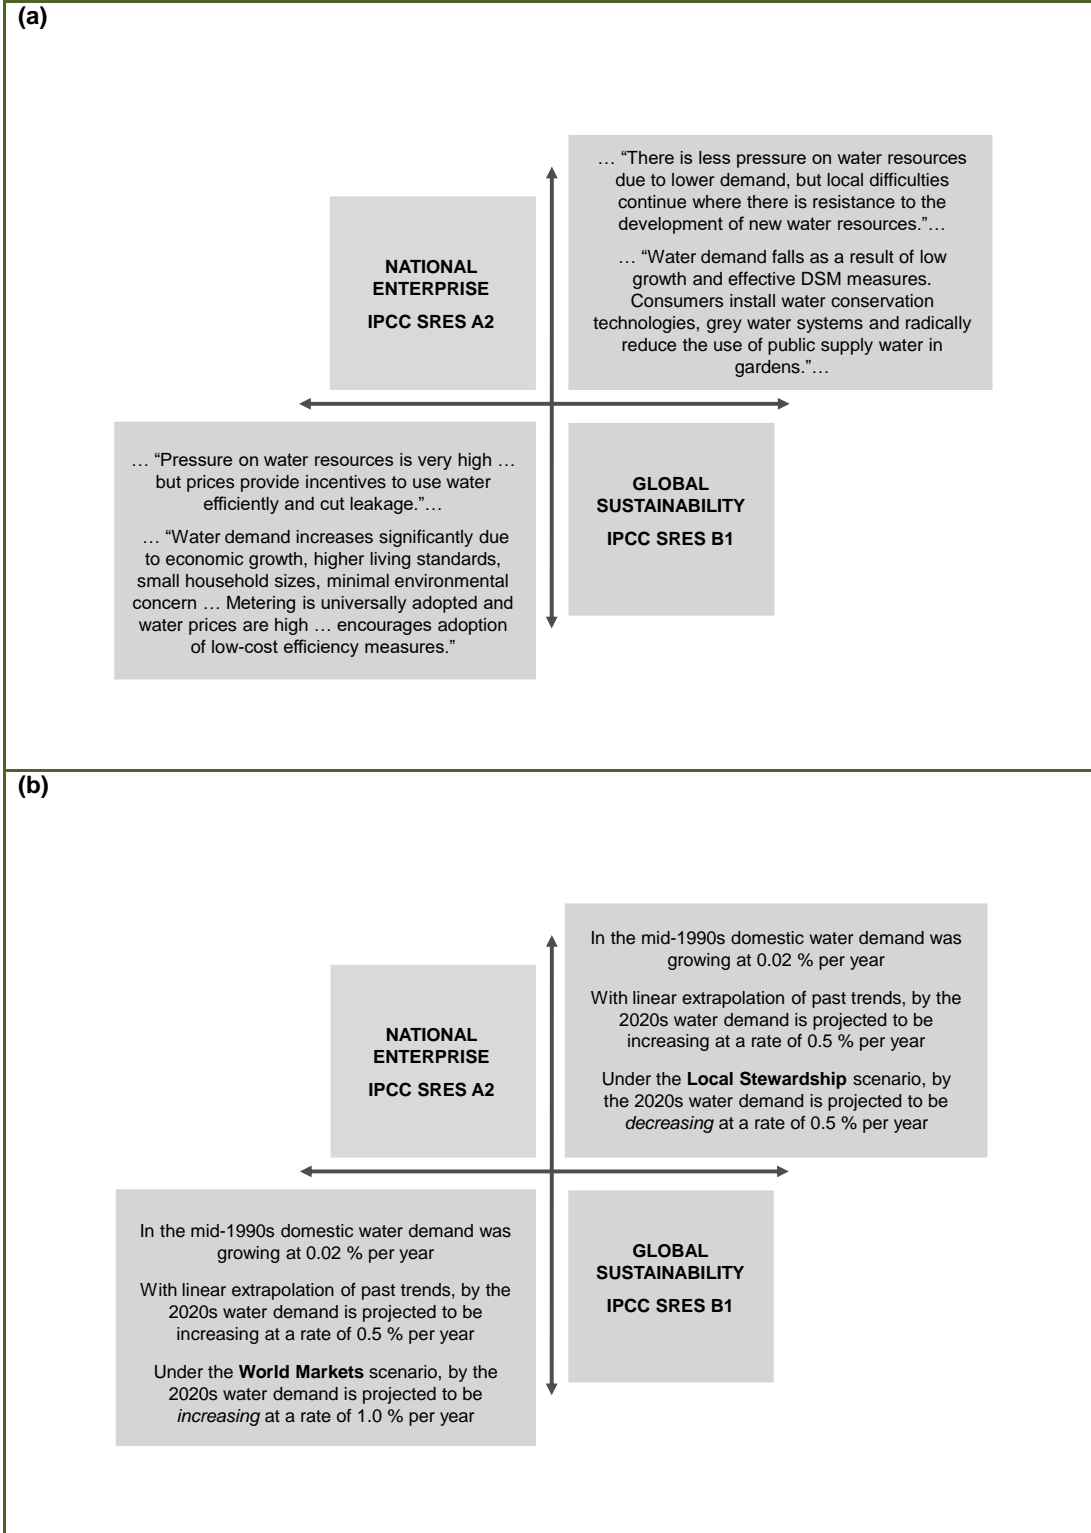 (a)
NATIONAL
ENTERPRISE
IPCC SRES A2
… “There is less pressure on water resources
due to lower demand, but local difficulties
continue where there is resistance to the
development of new water resources.”…
… “Water demand falls as a result of low
growth and effective DSM measures.
Consumers install water conservation
technologies, grey water systems and radically
reduce the use of public supply water in
gardens.”…
… “Pressure on water resources is very high …
but prices provide incentives to use water
efficiently and cut leakage.”…
… “Water demand increases significantly due
to economic growth, higher living standards,
small household sizes, minimal environmental
concern … Metering is universally adopted and
water prices are high … encourages adoption
of low-cost efficiency measures.”
GLOBAL
SUSTAINABILITY
IPCC SRES B1
(b)
NATIONAL
ENTERPRISE
IPCC SRES A2
In the mid-1990s domestic water demand was
growing at 0.02 % per year
With linear extrapolation of past trends, by the
2020s water demand is projected to be
increasing at a rate of 0.5 % per year
Under the Local Stewardship scenario, by
the 2020s water demand is projected to be
decreasing at a rate of 0.5 % per year
In the mid-1990s domestic water demand was
growing at 0.02 % per year
With linear extrapolation of past trends, by the
2020s water demand is projected to be
increasing at a rate of 0.5 % per year
Under the World Markets scenario, by the
2020s water demand is projected to be
increasing at a rate of 1.0 % per year
GLOBAL
SUSTAINABILITY
IPCC SRES B1